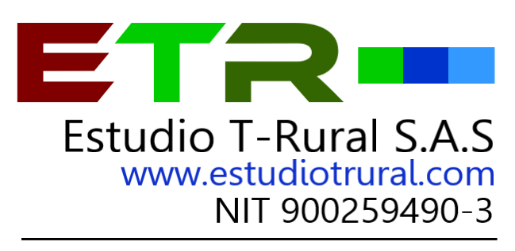 ETR
Estudio T-Rural S.A.S
www.estudiotrural.com
NIT 900259490-3